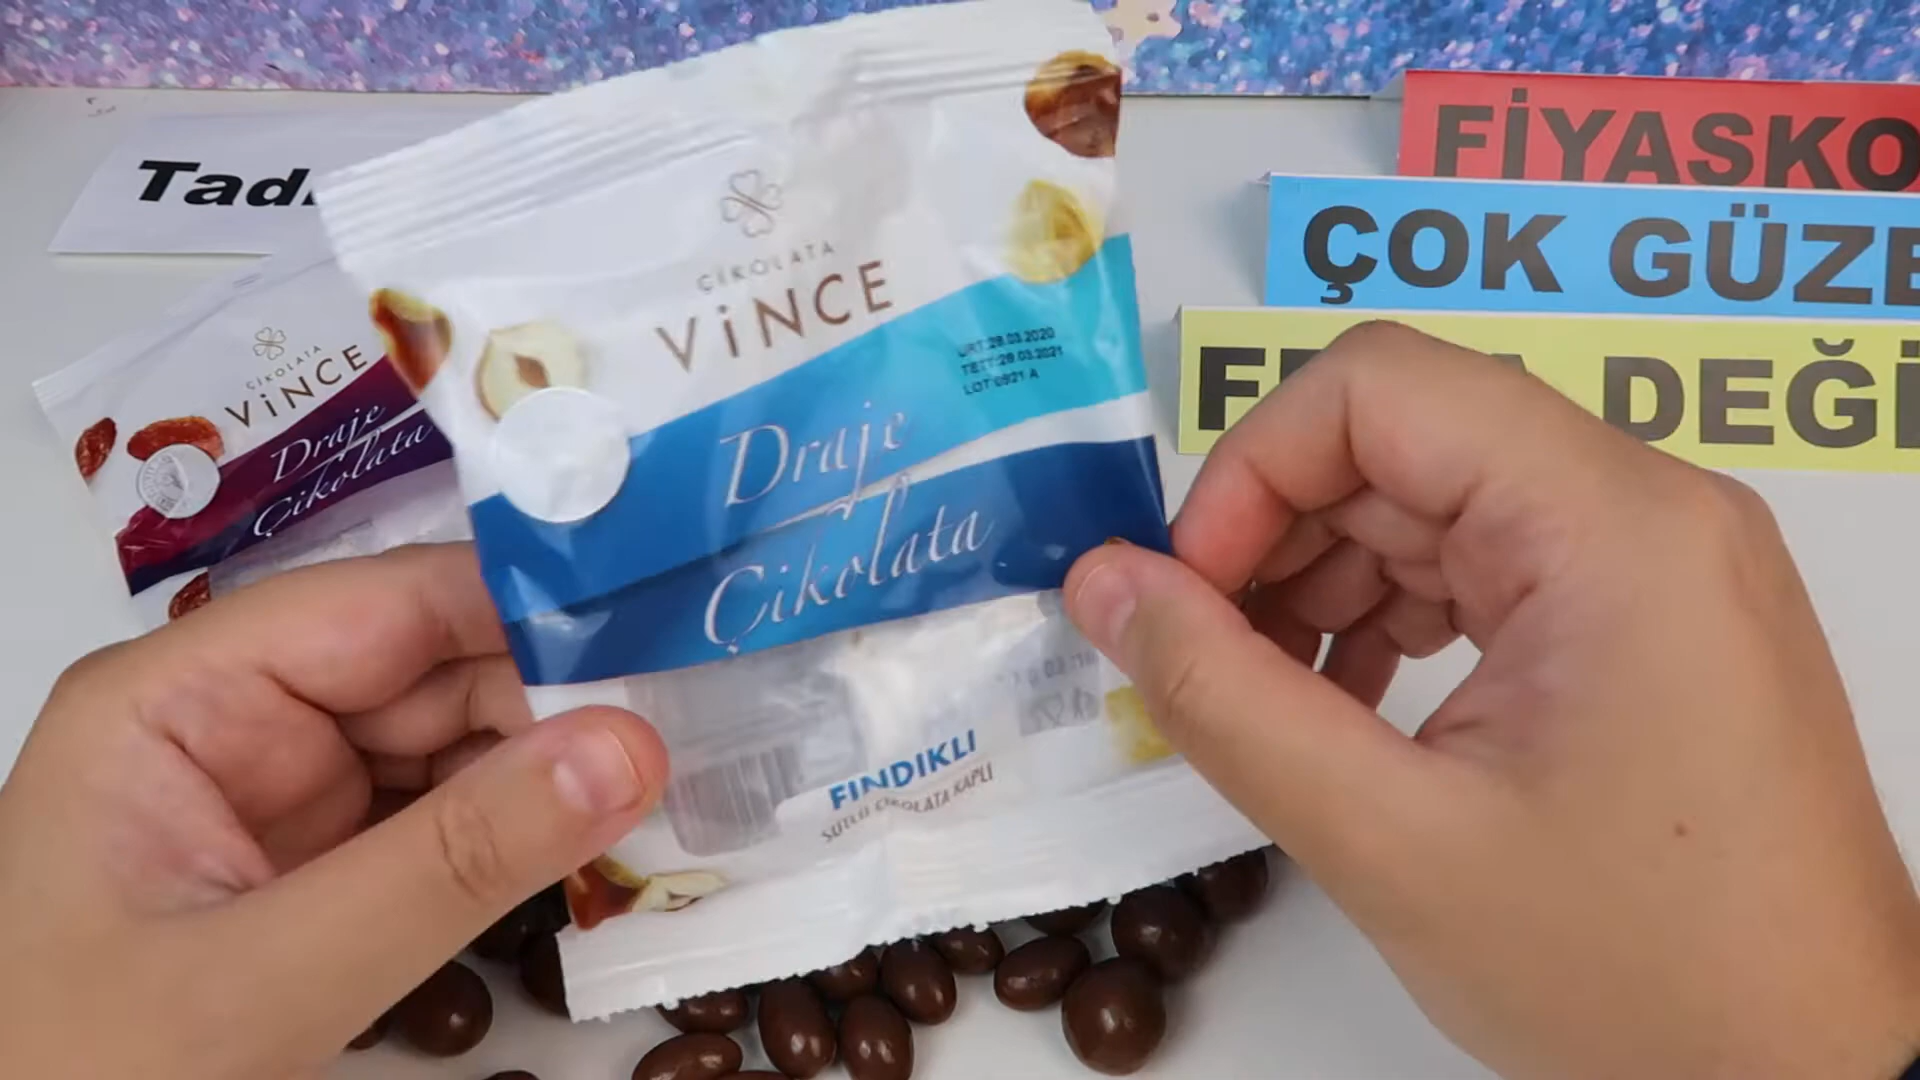 FİYASKO
ÇOK GÜZE
DEĞİ
Tadı
ÇİKOLATA
VİNCE
Draje
Çikolata
ÇİKOLATA
VİNCE
ÜRT:28.03.2020
TETT:28.03.2021
LOT:0921 A
Draje
Çikolata
FINDIKLI
SÜTLÜ ÇİKOLATA KAPLI